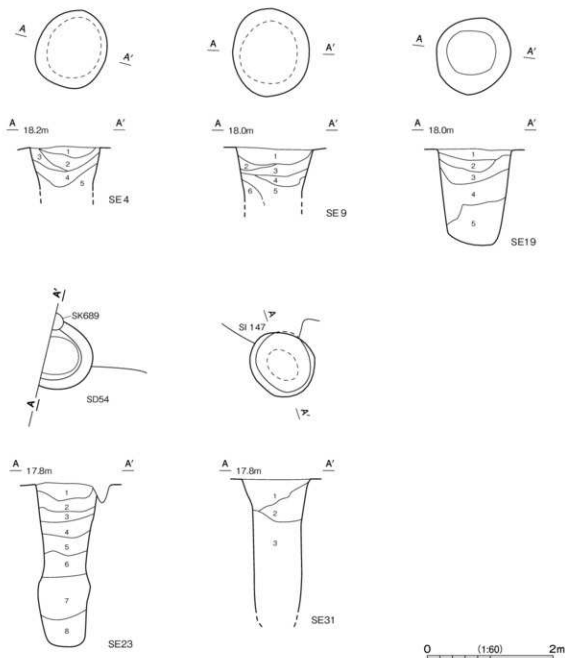 A A'
A A'
A A'
A 18.2m A'
1
3
2
4
5
SE4
A 18.0m A'
1
2
3
4
6
5
SE9
A 18.0m A'
1
2
3
4
5
SE19
A'
SK689
A
SD54
SI 147
A
A'
A 17.8m A'
1
2
3
4
5
6
7
8
SE23
A 17.8m A'
1
2
3
SE31
0 (1:60) 2m